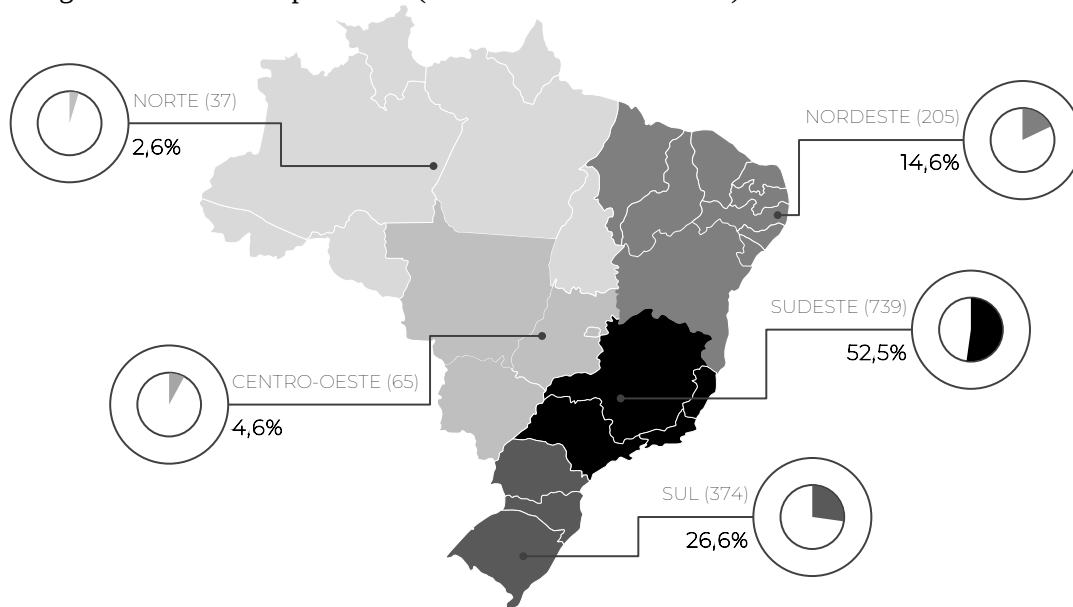 NORTE (37)
2,6%
NORDESTE (205)
14,6%
SUDESTE (739)
52,5%
CENTRO-OESTE (65)
4,6%
SUL (374)
26,6%